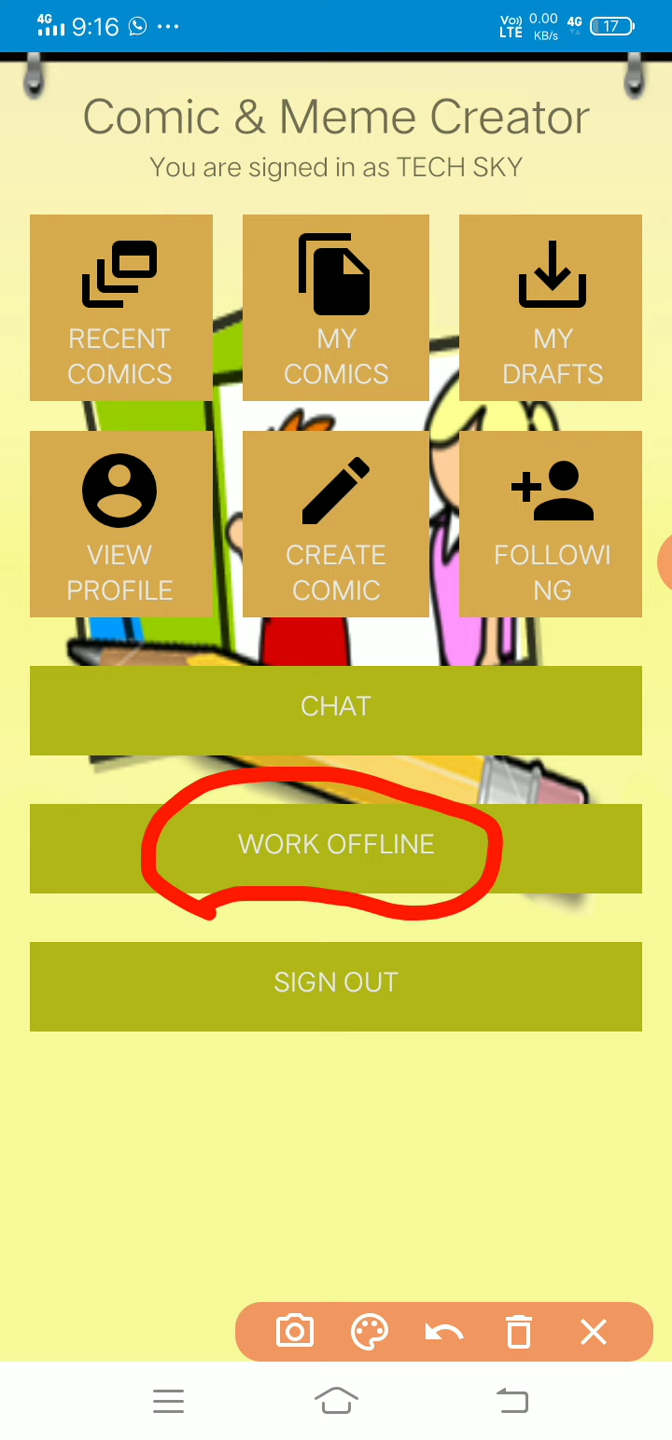 4G 9:16 ... Vo)) LTE 0.00 KB/s 4G 17
Comic & Meme Creator
You are signed in as TECH SKY
RECENT COMICS
MY COMICS
MY DRAFTS
VIEW PROFILE
CREATE COMIC
FOLLOWI
NG
CHAT
WORK OFFLINE
SIGN OUT